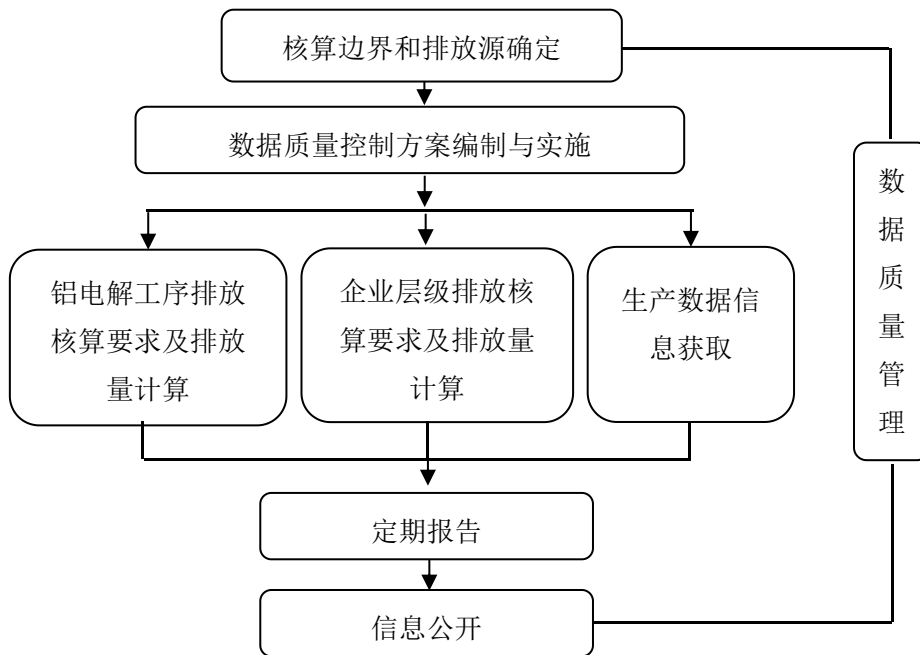 核算边界和排放源确定
数据质量控制方案编制与实施
铝电解工序排放
核算要求及排放
量计算
企业层级排放核
算要求及排放量
计算
生产数据信
息获取
数
据
质
量
管
理
定期报告
信息公开